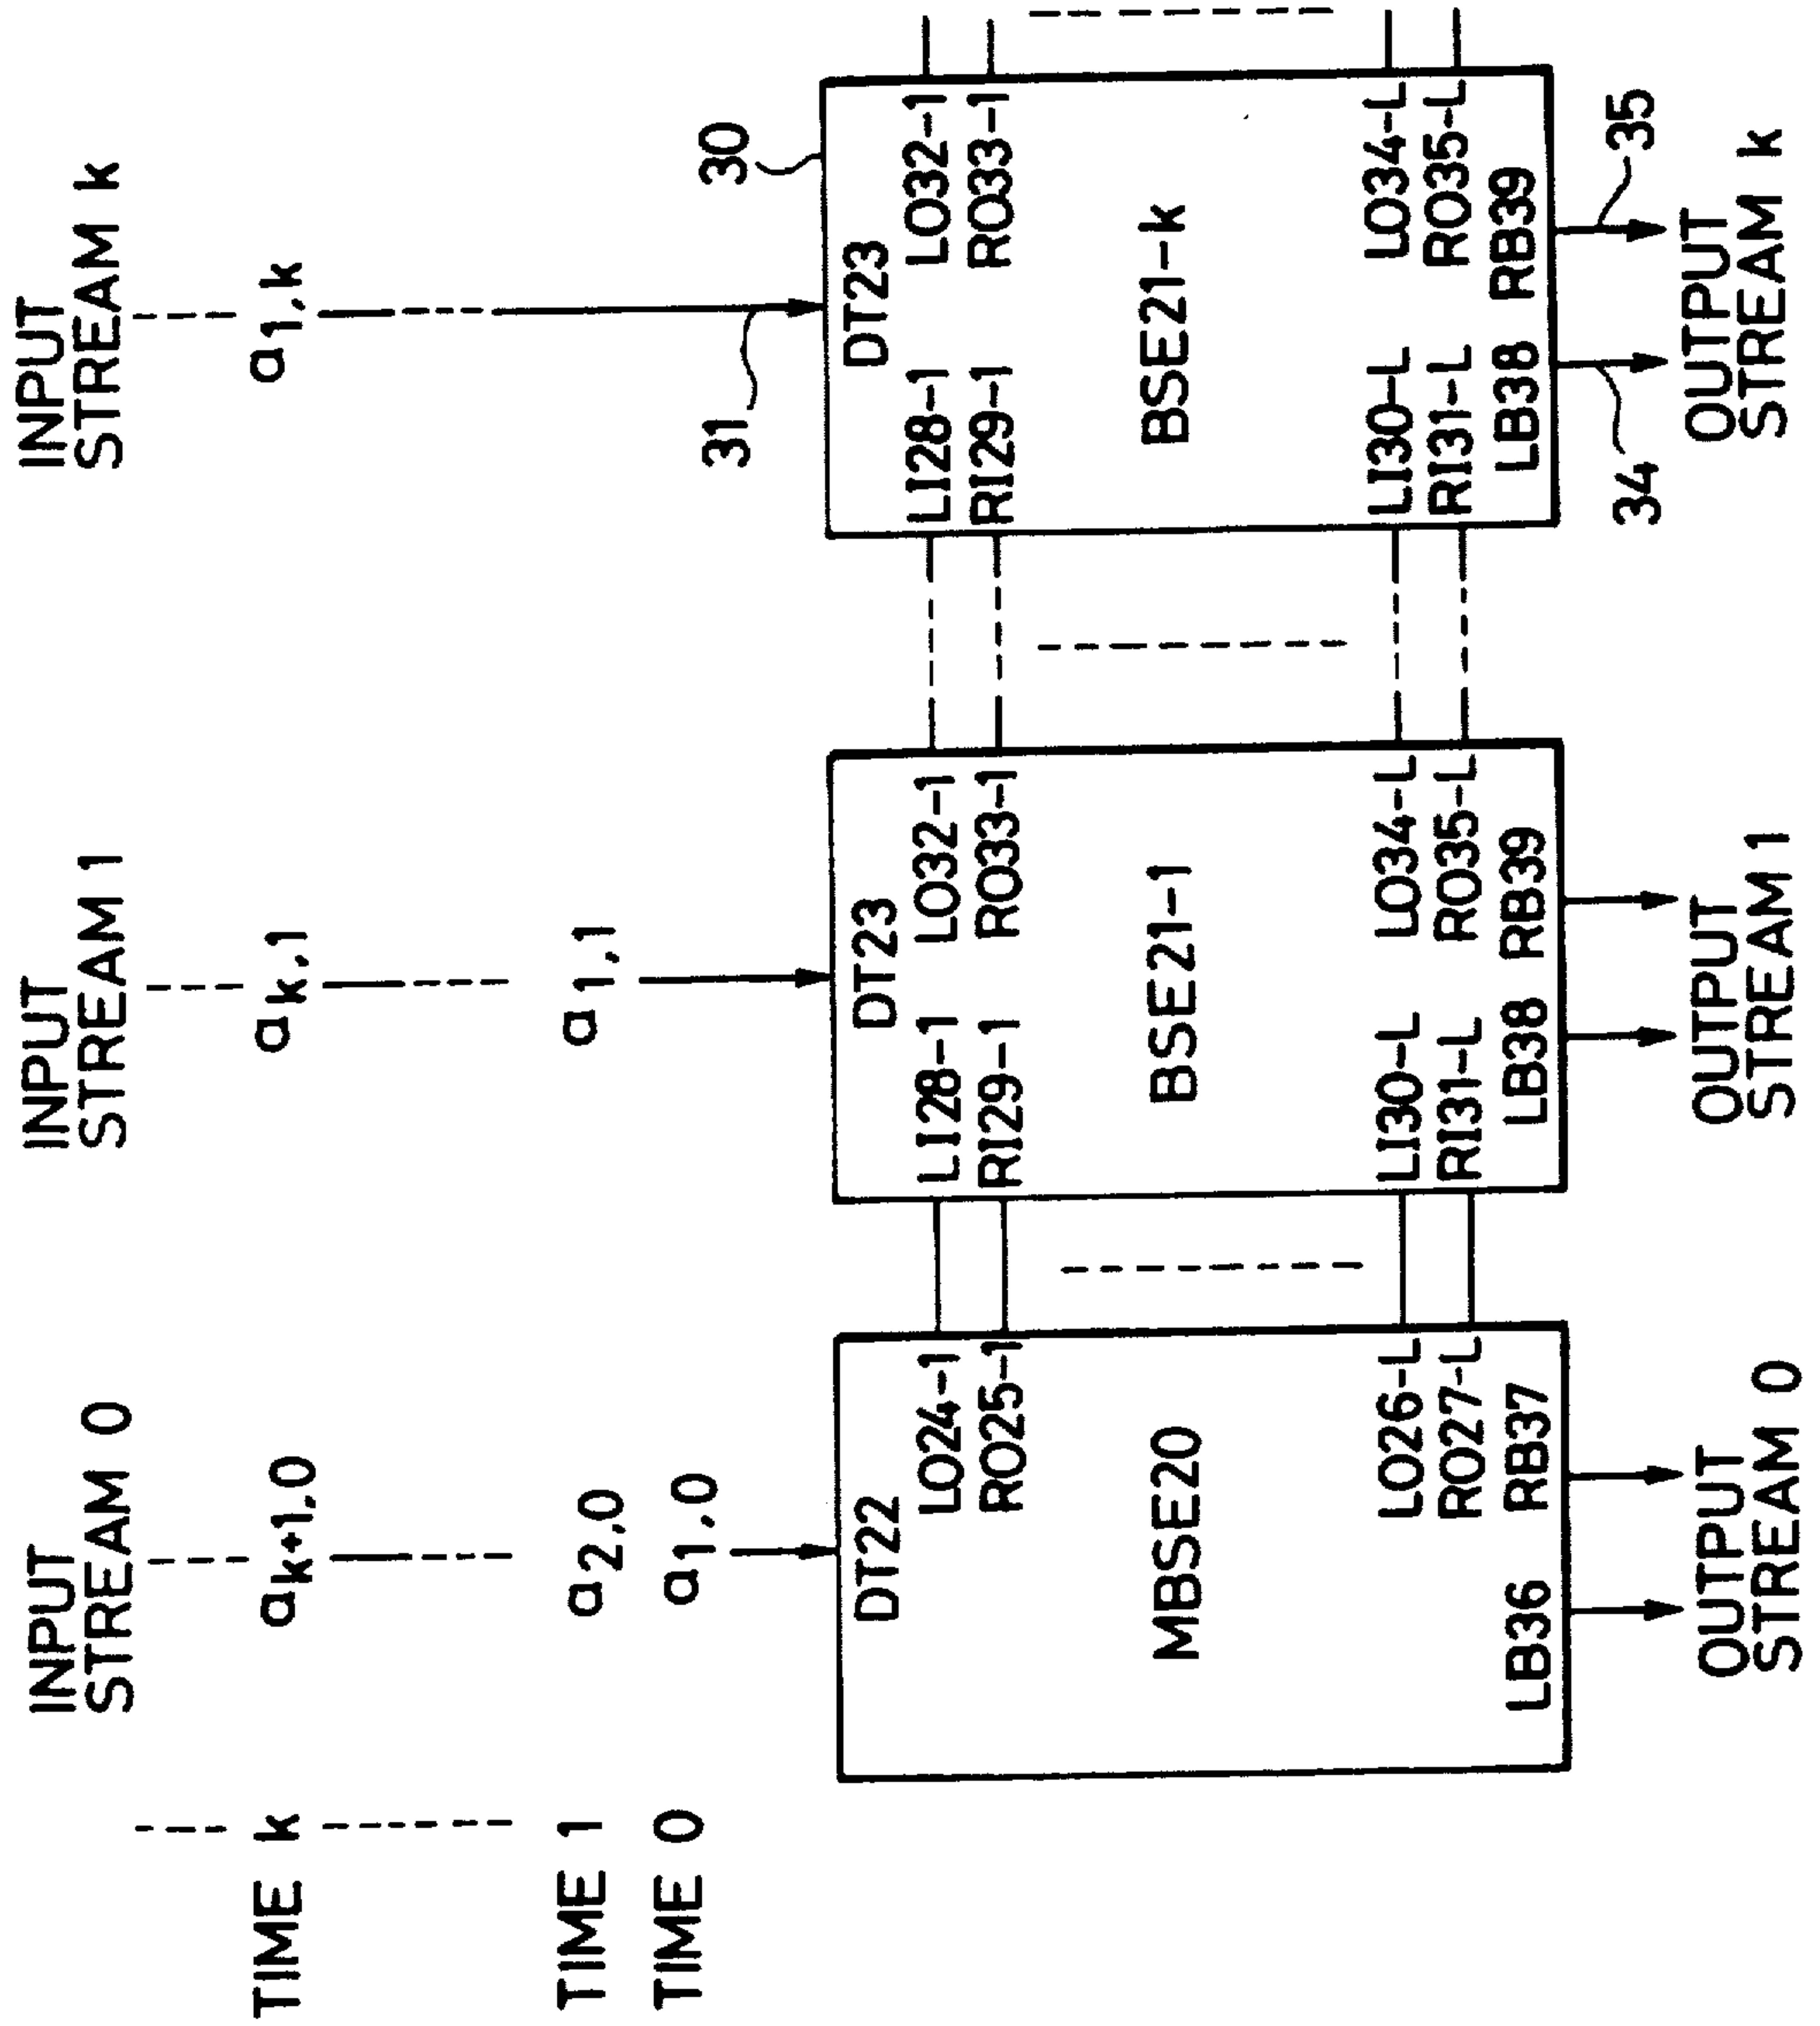 INPUT
STREAM 0
INPUT
STREAM 1
INPUT
STREAM k
TIME k
a k+1,0
a k,1
a 1,k
TIME 1
a 2,0
a 1,1
TIME 0
a 1,0
31
30
DT22
LO24-1
RO25-1
MBSE20
LO26-L
RO27-L
LB36 RB37
DT23
LI28-1 LO32-1
RI29-1 RO33-1
BSE21-1
LI30-L LO34-L
RI31-L RO35-L
LB38 RB39
DT23
LI28-1 LO32-1
RI29-1 RO33-1
BSE21-k
LI30-L LO34-L
RI31-L RO35-L
LB38 RB39
34
35
OUTPUT
STREAM 0
OUTPUT
STREAM 1
OUTPUT
STREAM k